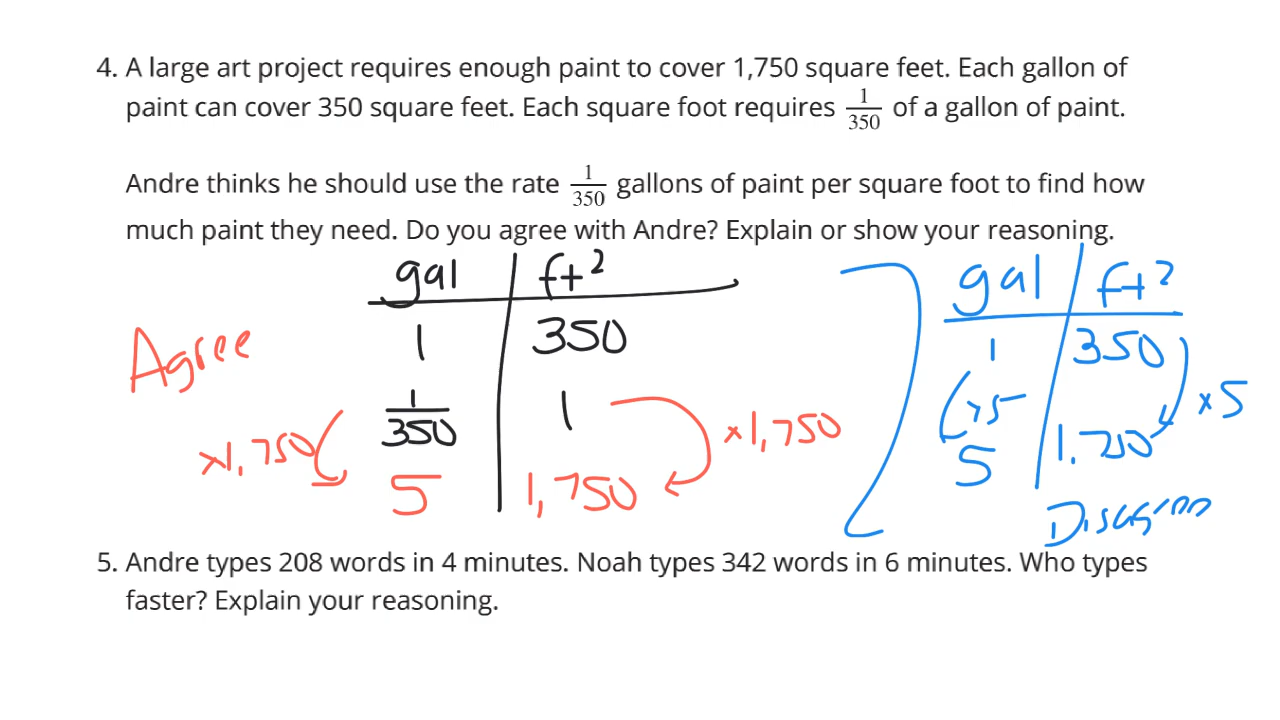 4. A large art project requires enough paint to cover 1,750 square feet. Each gallon of
paint can cover 350 square feet. Each square foot requires 1/350 of a gallon of paint.
Andre thinks he should use the rate 1/350 gallons of paint per square foot to find how
much paint they need. Do you agree with Andre? Explain or show your reasoning.
gal ft²
1 350
1/350 1
5 1,750
Agree
×1,750
×1,750
gal ft²
1 350
×5
5 1,750
×5
Disagree
5. Andre types 208 words in 4 minutes. Noah types 342 words in 6 minutes. Who types
faster? Explain your reasoning.